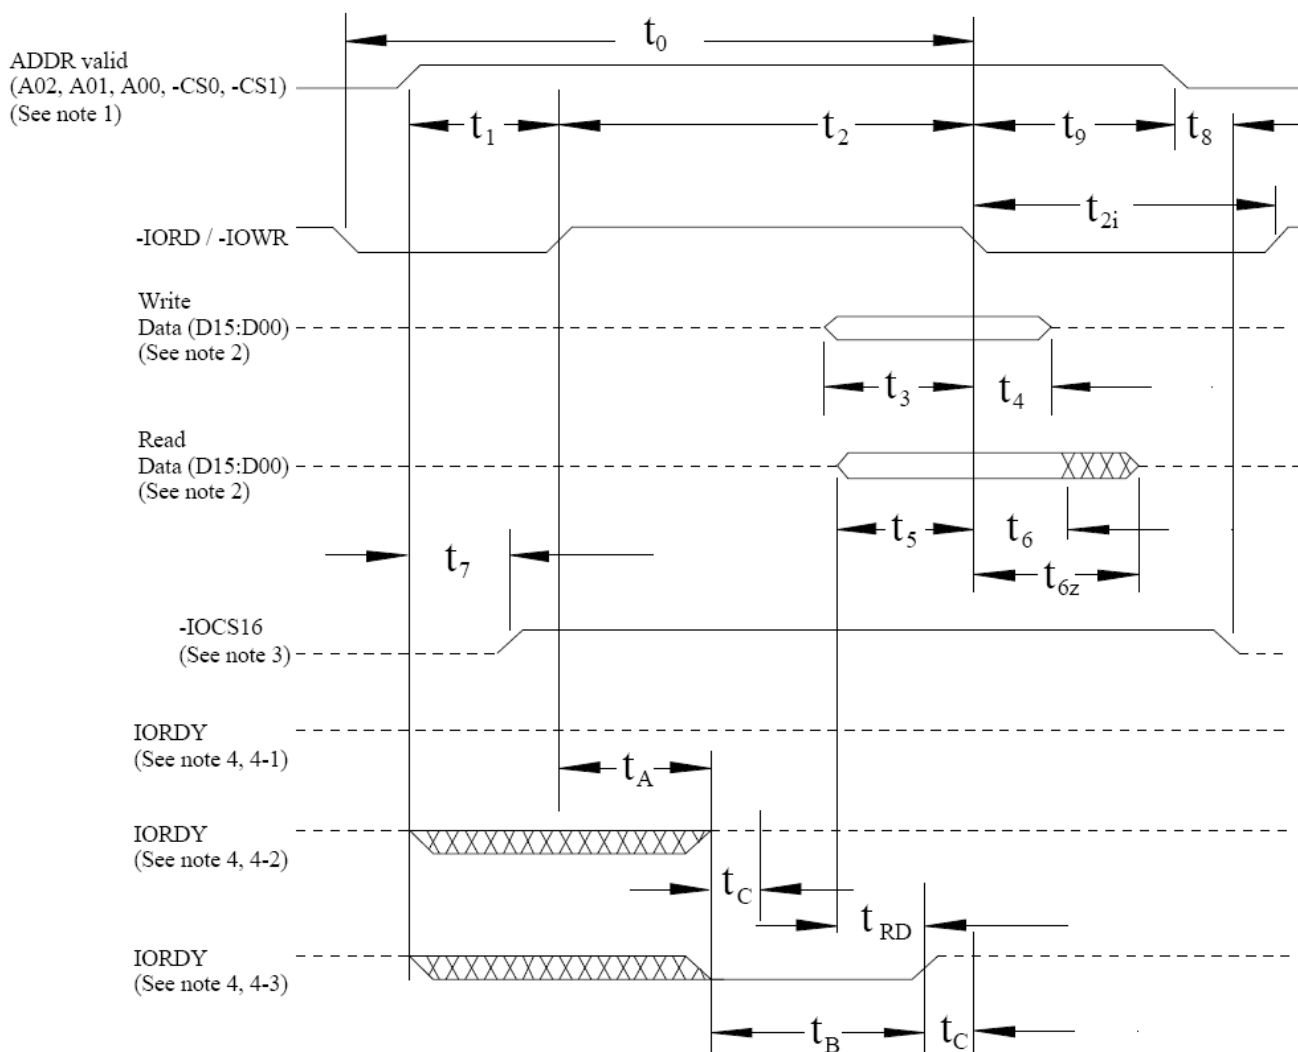 t0
ADDR valid
(A02, A01, A00, -CS0, -CS1)
(See note 1)
t1
t2
t9
t8
t2i
-IORD / -IOWR
Write
Data (D15:D00)
(See note 2)
t3
t4
Read
Data (D15:D00)
(See note 2)
t5
t6
t7
t6z
-IOCS16
(See note 3)
IORDY
(See note 4, 4-1)
tA
IORDY
(See note 4, 4-2)
tC
tRD
IORDY
(See note 4, 4-3)
tB
tC